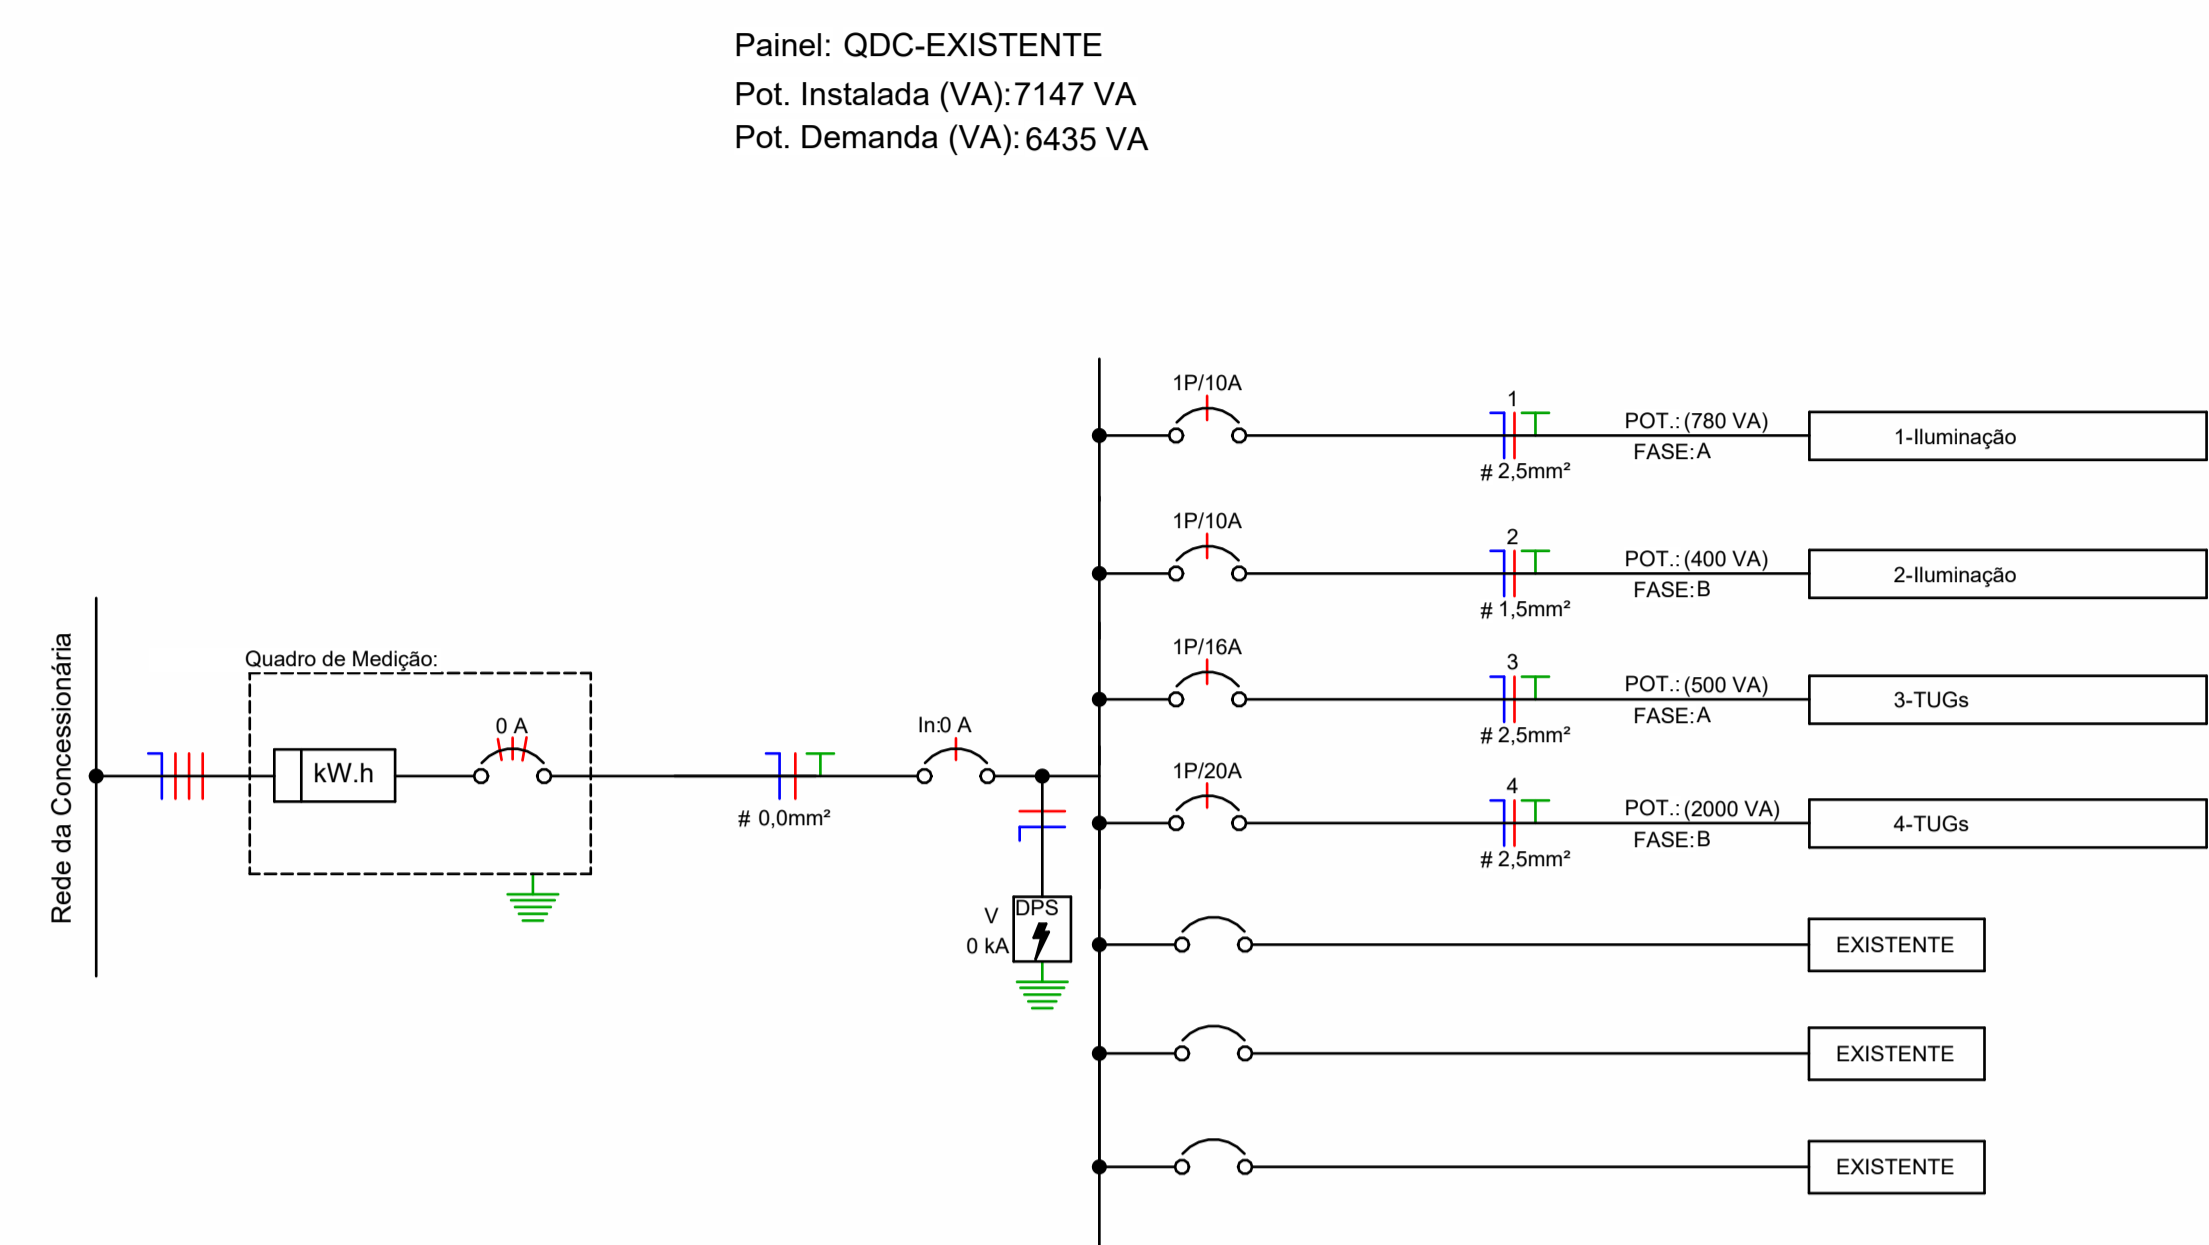 Painel: QDC-EXISTENTE
Pot. Instalada (VA):7147 VA
Pot. Demanda (VA):6435 VA
Rede da Concessionária
Quadro de Medição:
kW.h
0 A
# 0,0mm²
In:0 A
DPS
V
0 kA
1P/10A
1
# 2,5mm²
POT.: (780 VA)
FASE: A
1-Iluminação
1P/10A
2
# 1,5mm²
POT.: (400 VA)
FASE: B
2-Iluminação
1P/16A
3
# 2,5mm²
POT.: (500 VA)
FASE: A
3-TUGs
1P/20A
4
# 2,5mm²
POT.: (2000 VA)
FASE: B
4-TUGs
EXISTENTE
EXISTENTE
EXISTENTE